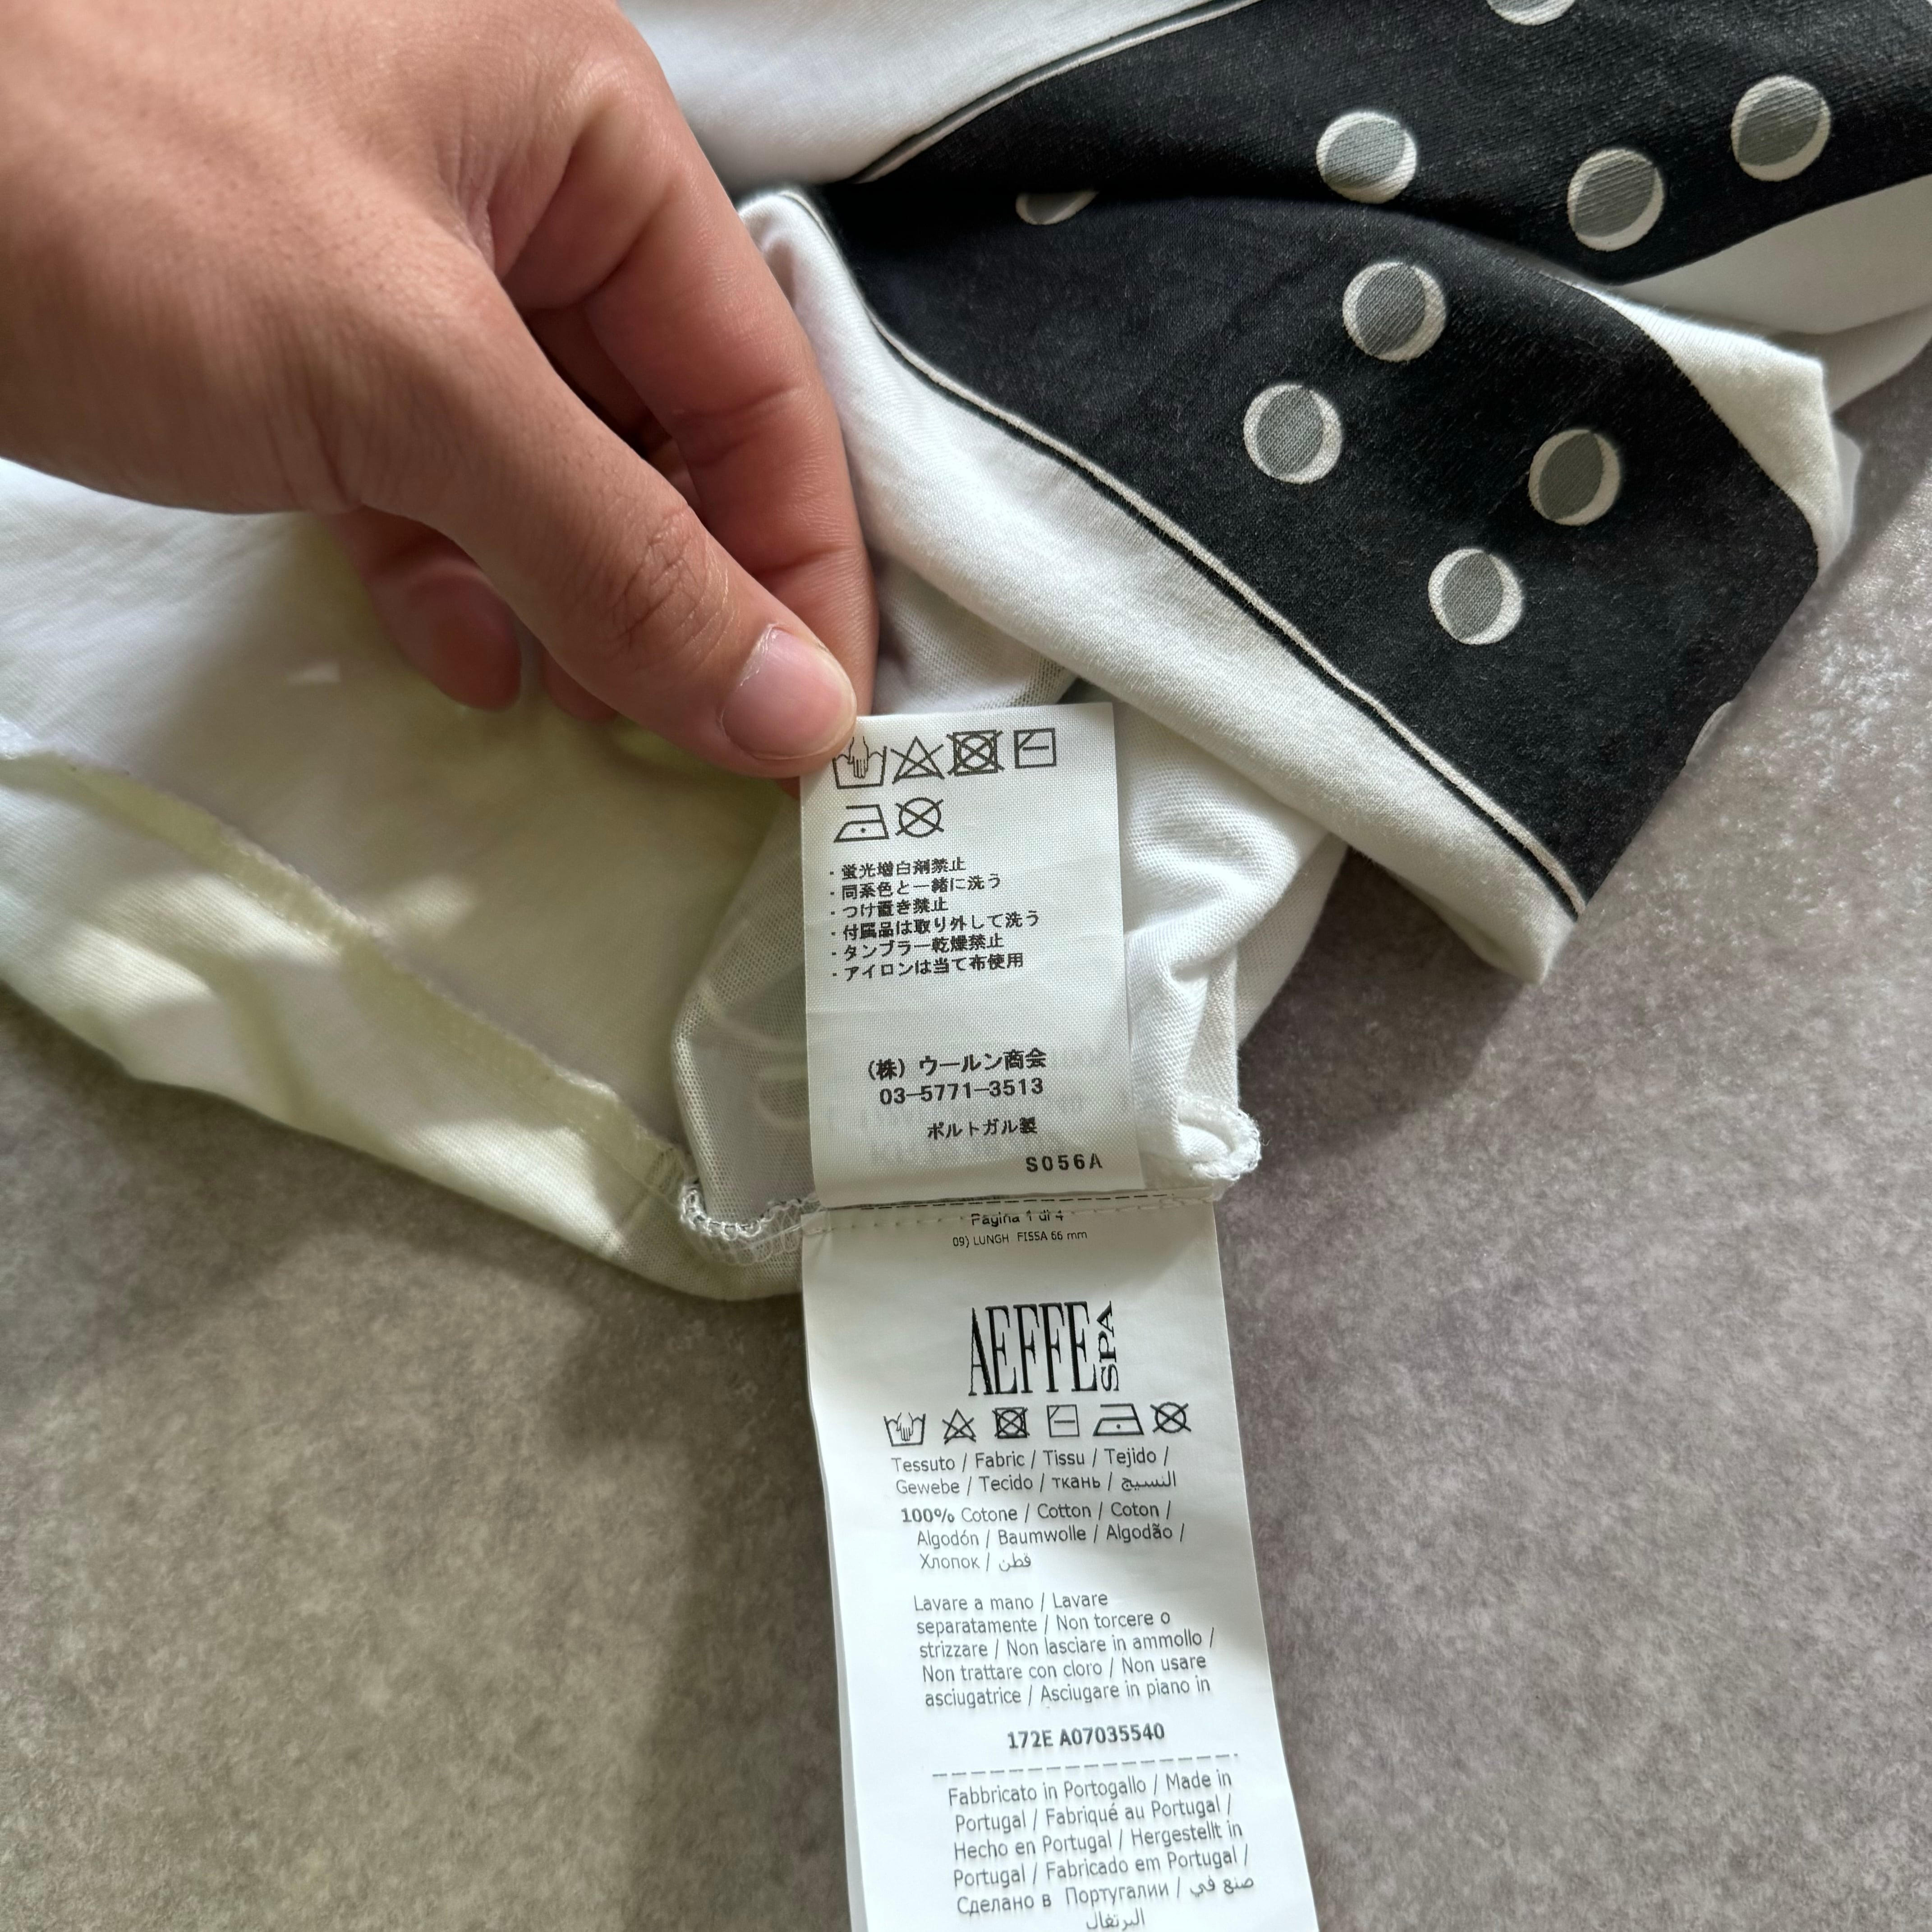 ・蛍光増白剤禁止
・同系色と一緒に洗う
・つけ置き禁止
・付属品は取り外して洗う
・タンブラー乾燥禁止
・アイロンは当て布使用
(株) ウールン商会
03-5771-3513
ポルトガル製
S056A
Pagina 1 di 4
09) LUNGH FISSA 66 mm
AEFFE SPA
Tessuto / Fabric / Tissu / Tejido /
Gewebe / Tecido / ткань / النسيج
100% Cotone / Cotton / Coton /
Algodón / Baumwolle / Algodão /
Хлопок / قطن
Lavare a mano / Lavare
separatamente / Non torcere o
strizzare / Non lasciare in ammollo /
Non trattare con cloro / Non usare
asciugatrice / Asciugare in piano in
172E A07035540
Fabbricato in Portogallo / Made in
Portugal / Fabriqué au Portugal /
Hecho en Portugal / Hergestellt in
Portugal / Fabricado em Portugal /
Сделано в Португалии / صنع في
البرتغال